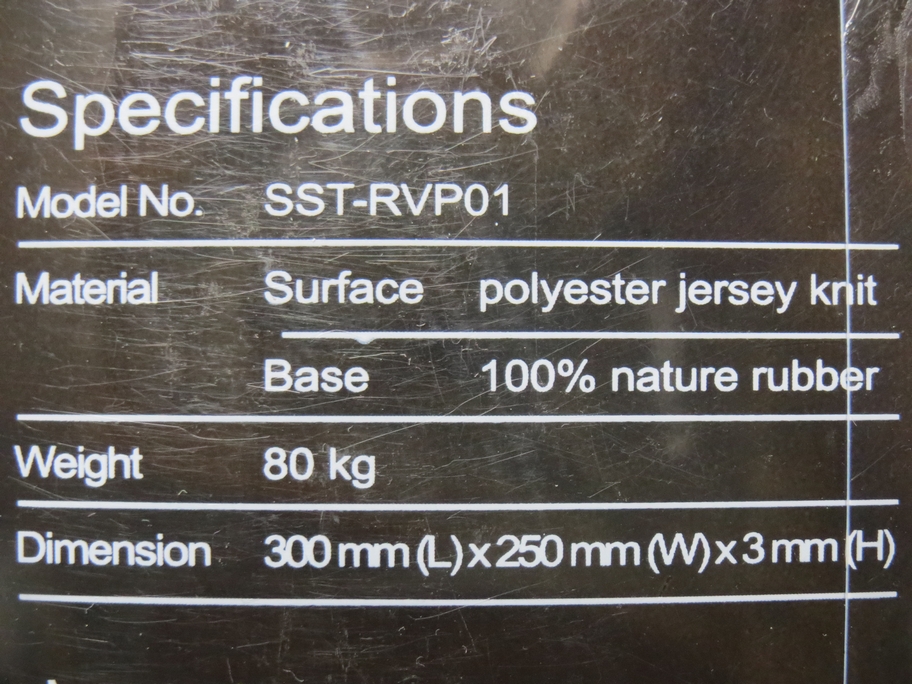 Specifications
Model No. SST-RVP01
Material Surface polyester jersey knit
Base 100% nature rubber
Weight 80 kg
Dimension 300 mm (L) x 250 mm (W) x 3 mm (H)